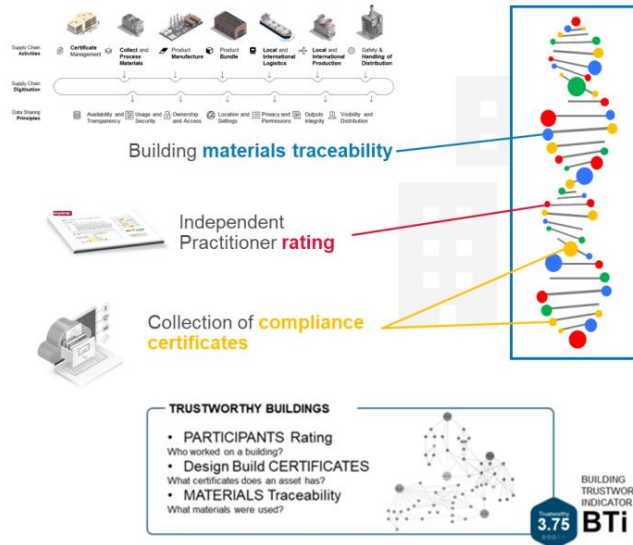 Supply Chain
Activities
Certificate
Management
Collect and
Process
Materials
Product
Manufacture
Product
Bundle
Local and
International
Logistics
Local and
International
Production
Safety &
Handling of
Distribution
Supply Chain
Digitisation
Data Sharing
Principles
Availability and
Transparency
Usage and
Security
Ownership
and Access
Location and
Settings
Privacy and
Permissions
Outputs
Integrity
Visibility and
Distribution
Building materials traceability
Independent
Practitioner rating
Collection of compliance
certificates
TRUSTWORTHY BUILDINGS
• PARTICIPANTS Rating
Who worked on a building?
• Design Build CERTIFICATES
What certificates does an asset has?
• MATERIALS Traceability
What materials were used?
BUILDING
TRUSTWOR
INDICATOR
Trustworthy
3.75
BTi